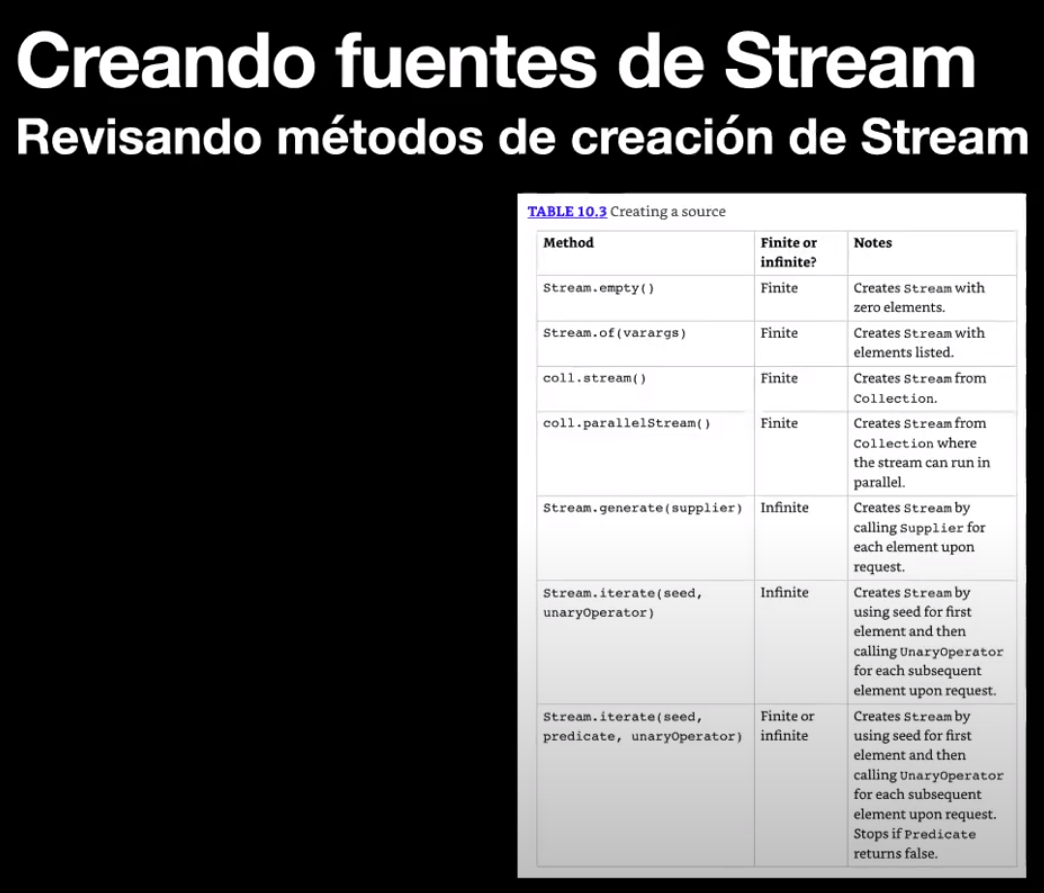 Creando fuentes de Stream
Revisando métodos de creación de Stream
TABLE 10.3 Creating a source
Method
Finite or
infinite?
Notes
Stream.empty()
Finite
Creates Stream with
zero elements.
Stream.of(varargs)
Finite
Creates Stream with
elements listed.
coll.stream()
Finite
Creates Stream from
Collection.
coll.parallelStream()
Finite
Creates Stream from
Collection where
the stream can run in
parallel.
Stream.generate(supplier)
Infinite
Creates Stream by
calling Supplier for
each element upon
request.
Stream.iterate(seed,
unaryOperator)
Infinite
Creates Stream by
using seed for first
element and then
calling UnaryOperator
for each subsequent
element upon request.
Stream.iterate(seed,
predicate, unaryOperator)
Finite or
infinite
Creates Stream by
using seed for first
element and then
calling UnaryOperator
for each subsequent
element upon request.
Stops if Predicate
returns false.